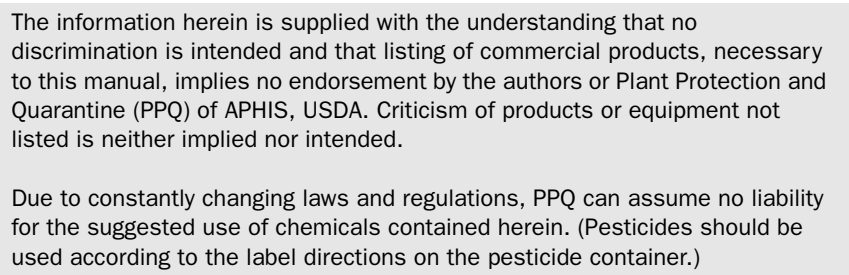 The information herein is supplied with the understanding that no
discrimination is intended and that listing of commercial products, necessary
to this manual, implies no endorsement by the authors or Plant Protection and
Quarantine (PPQ) of APHIS, USDA. Criticism of products or equipment not
listed is neither implied nor intended.
Due to constantly changing laws and regulations, PPQ can assume no liability
for the suggested use of chemicals contained herein. (Pesticides should be
used according to the label directions on the pesticide container.)